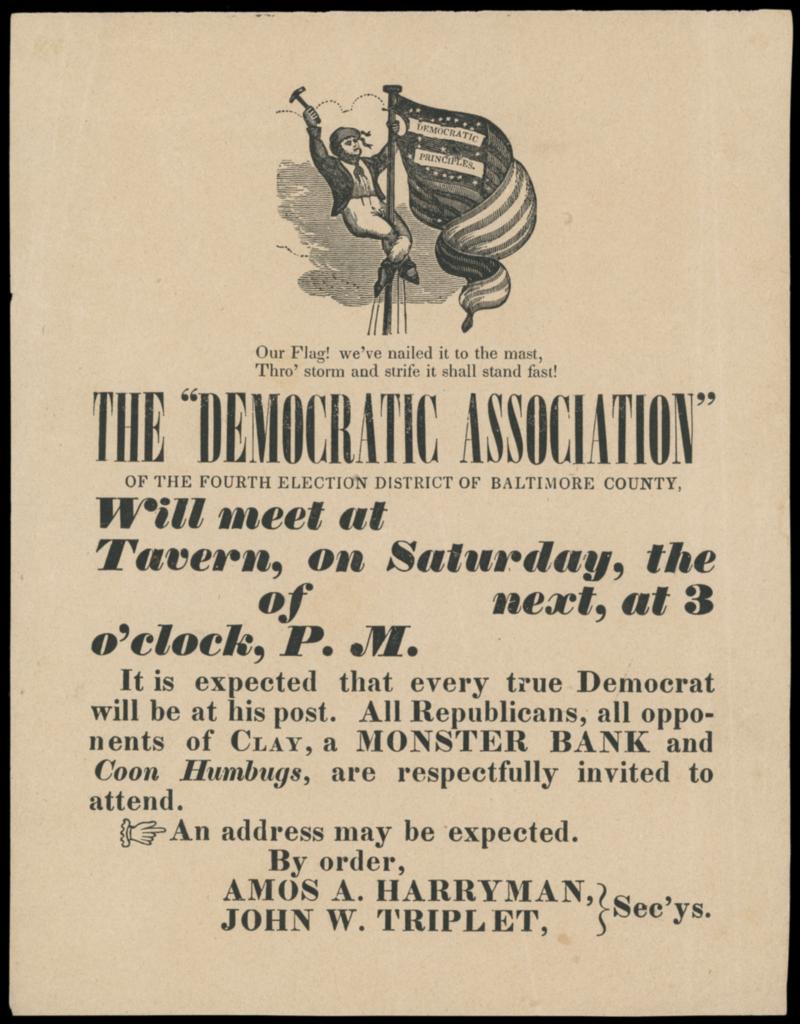 DEMOCRATIC
PRINCIPLES.
Our Flag! we've nailed it to the mast,
Thro' storm and strife it shall stand fast!
THE "DEMOCRATIC ASSOCIATION"
OF THE FOURTH ELECTION DISTRICT OF BALTIMORE COUNTY,
Will meet at
Tavern, on Saturday, the
of next, at 3
o'clock, P. M.
It is expected that every true Democrat
will be at his post. All Republicans, all oppo-
nents of CLAY, a MONSTER BANK and
Coon Humbugs, are respectfully invited to
attend.
☞An address may be expected.
By order,
AMOS A. HARRYMAN,
JOHN W. TRIPLET, } Sec'ys.